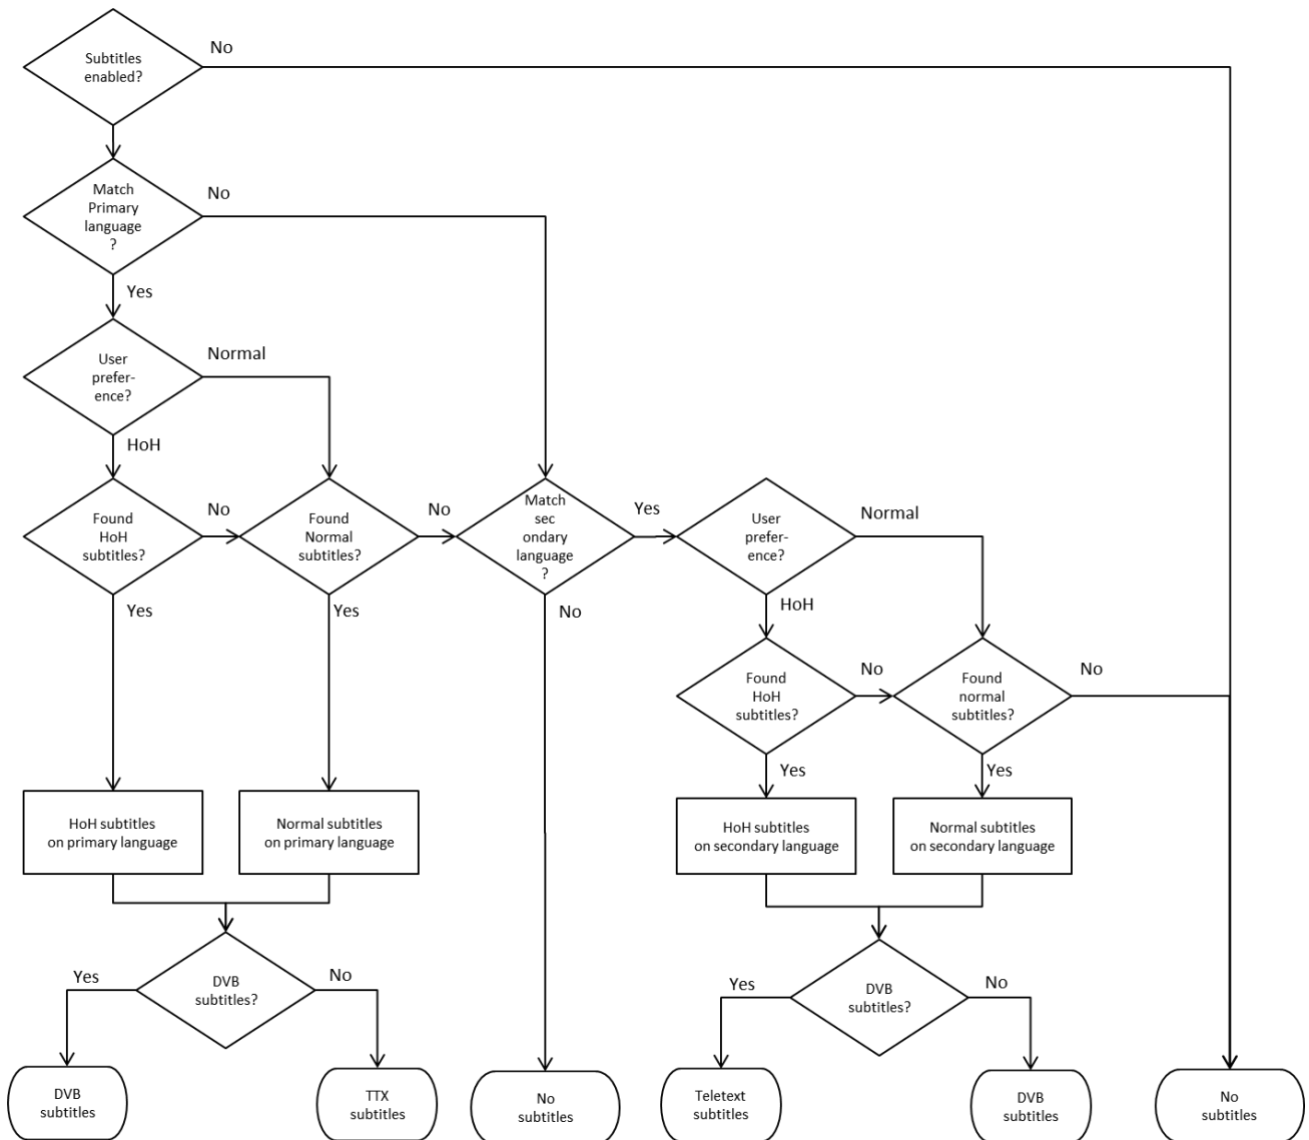 Subtitles
enabled?
No
Match
Primary
language
?
No
Yes
User
prefer-
ence?
Normal
HoH
Found
HoH
subtitles?
No
Found
Normal
subtitles?
No
Match
sec
ondary
language
?
Yes
User
prefer-
ence?
Normal
Yes
Yes
No
HoH
Found
HoH
subtitles?
No
Found
normal
subtitles?
No
Yes
Yes
HoH subtitles
on primary language
Normal subtitles
on primary language
HoH subtitles
on secondary language
Normal subtitles
on secondary language
Yes
DVB
subtitles?
No
Yes
DVB
subtitles?
No
DVB
subtitles
TTX
subtitles
No
subtitles
Teletext
subtitles
DVB
subtitles
No
subtitles